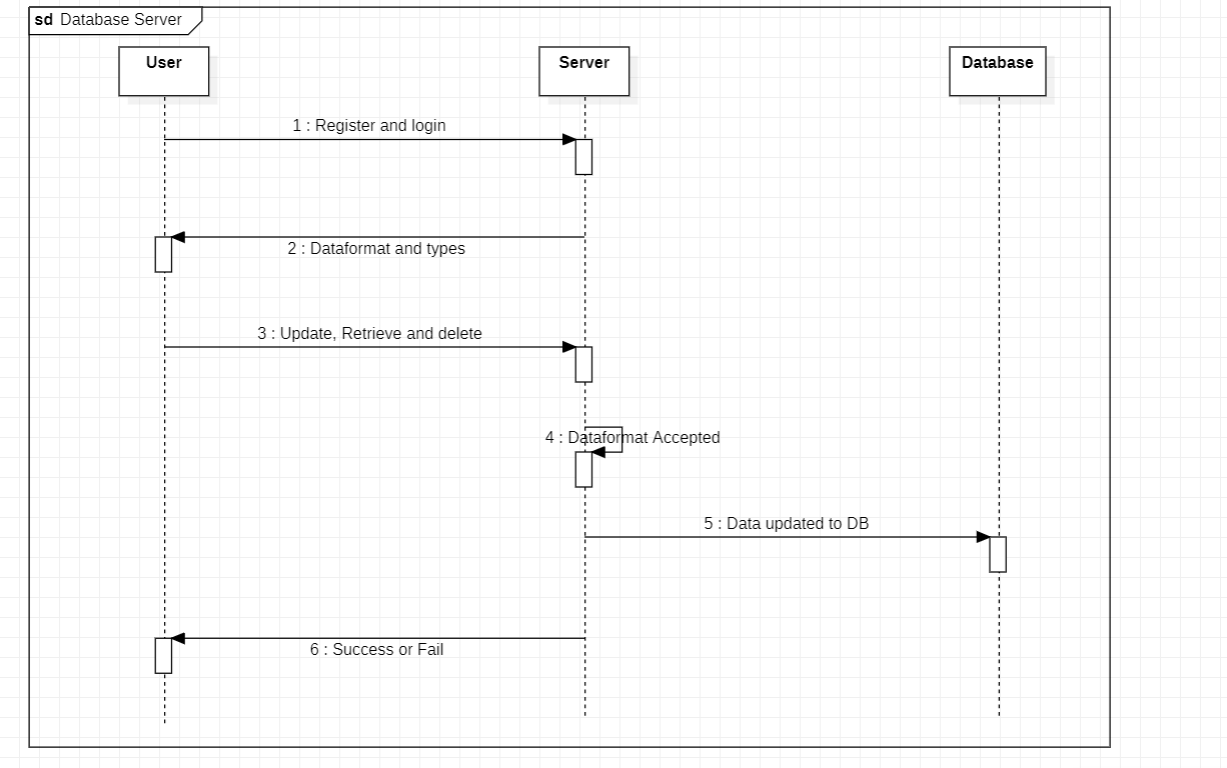 sd Database Server
User
Server
Database
1 : Register and login
2 : Dataformat and types
3 : Update, Retrieve and delete
4 : Dataformat Accepted
5 : Data updated to DB
6 : Success or Fail